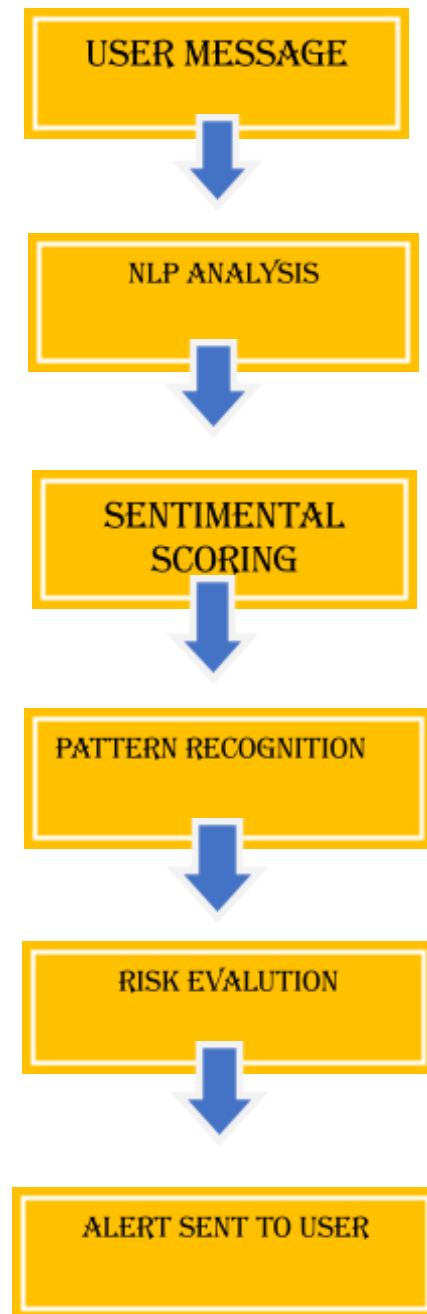 USER MESSAGE
NLP ANALYSIS
SENTIMENTAL
SCORING
PATTERN RECOGNITION
RISK EVALUTION
ALERT SENT TO USER